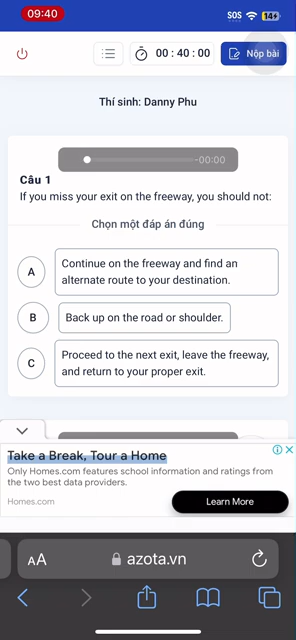 09:40
SOS 14
00 : 40 : 00
Nộp bài
Thí sinh: Danny Phu
-00:00
Câu 1
If you miss your exit on the freeway, you should not:
Chọn một đáp án đúng
A
Continue on the freeway and find an
alternate route to your destination.
B
Back up on the road or shoulder.
C
Proceed to the next exit, leave the freeway,
and return to your proper exit.
Take a Break, Tour a Home
Only Homes.com features school information and ratings from
the two best data providers.
Homes.com
Learn More
AA
azota.vn